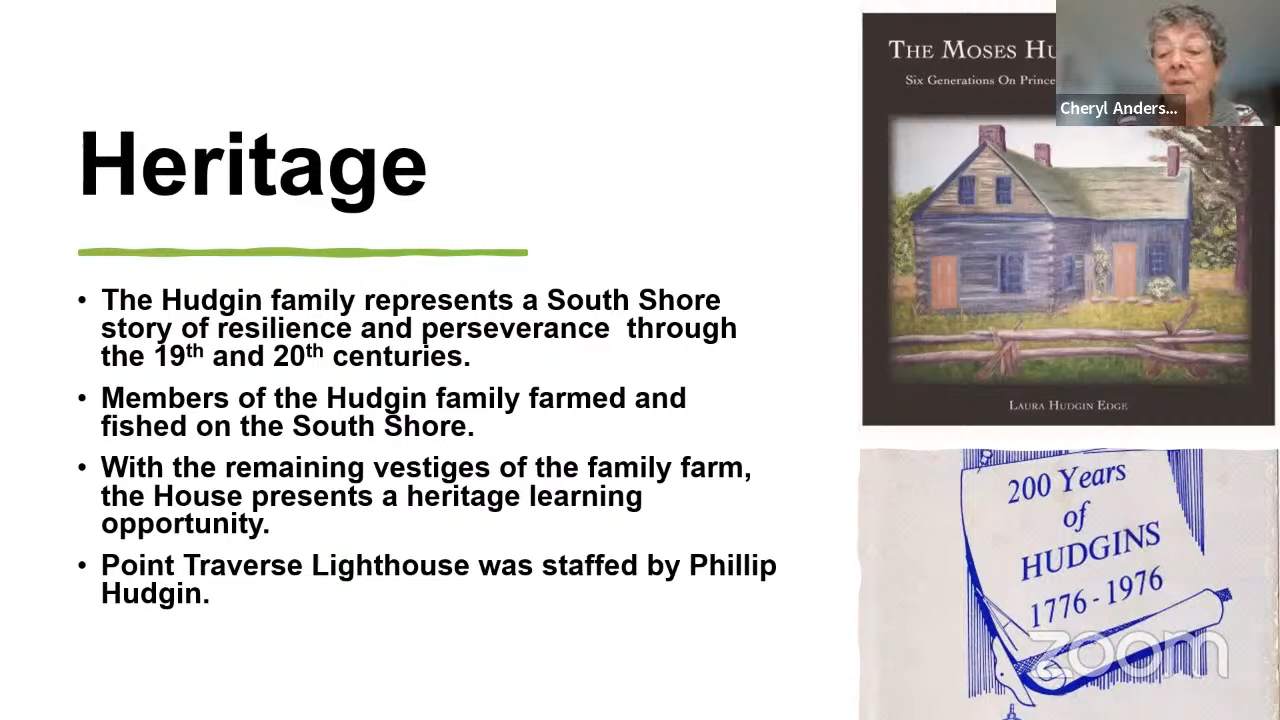 Heritage
• The Hudgin family represents a South Shore
story of resilience and perseverance through
the 19th and 20th centuries.
• Members of the Hudgin family farmed and
fished on the South Shore.
• With the remaining vestiges of the family farm,
the House presents a heritage learning
opportunity.
• Point Traverse Lighthouse was staffed by Phillip
Hudgin.
THE MOSES HU
Six Generations On Prince
Cheryl Anders...
LAURA HUDGIN EDGE
200 Years
of
HUDGINS
1776-1976
zoom